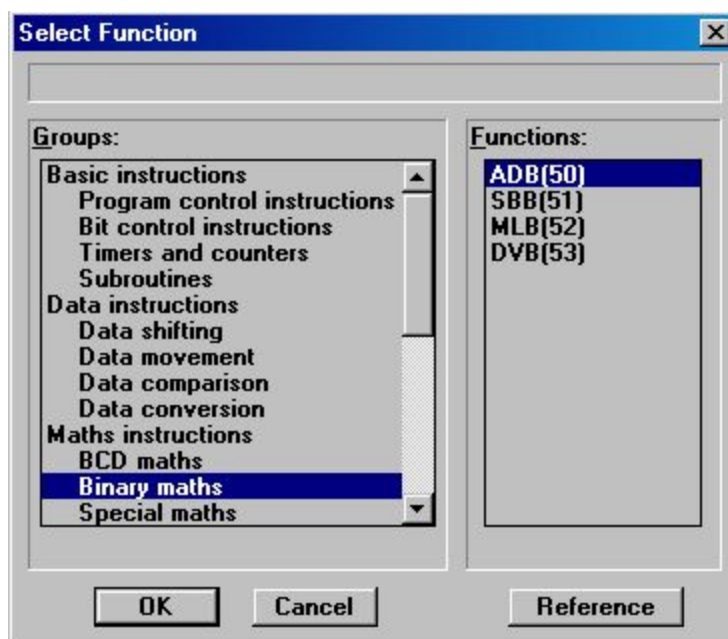 Select Function
Groups:
Basic instructions
Program control instructions
Bit control instructions
Timers and counters
Subroutines
Data instructions
Data shifting
Data movement
Data comparison
Data conversion
Maths instructions
BCD maths
Binary maths
Special maths
Functions:
ADB(50)
SBB(51)
MLB(52)
DVB(53)
OK
Cancel
Reference